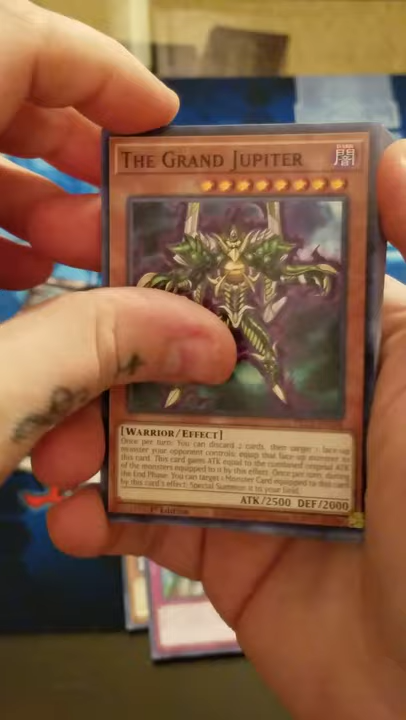 THE GRAND JUPITER
闇
[WARRIOR/EFFECT]
Once per turn: You can discard 2 cards, then target 1 face-up
monster your opponent controls; equip that face-up monster to
this card. This card gains ATK equal to the combined original ATK
of the monsters equipped to it by this effect. Once per turn, during
the End Phase: You can target 1 Monster Card equipped to this card
by this card's effect; Special Summon it to your field.
ATK/2500 DEF/2000
1st Edition